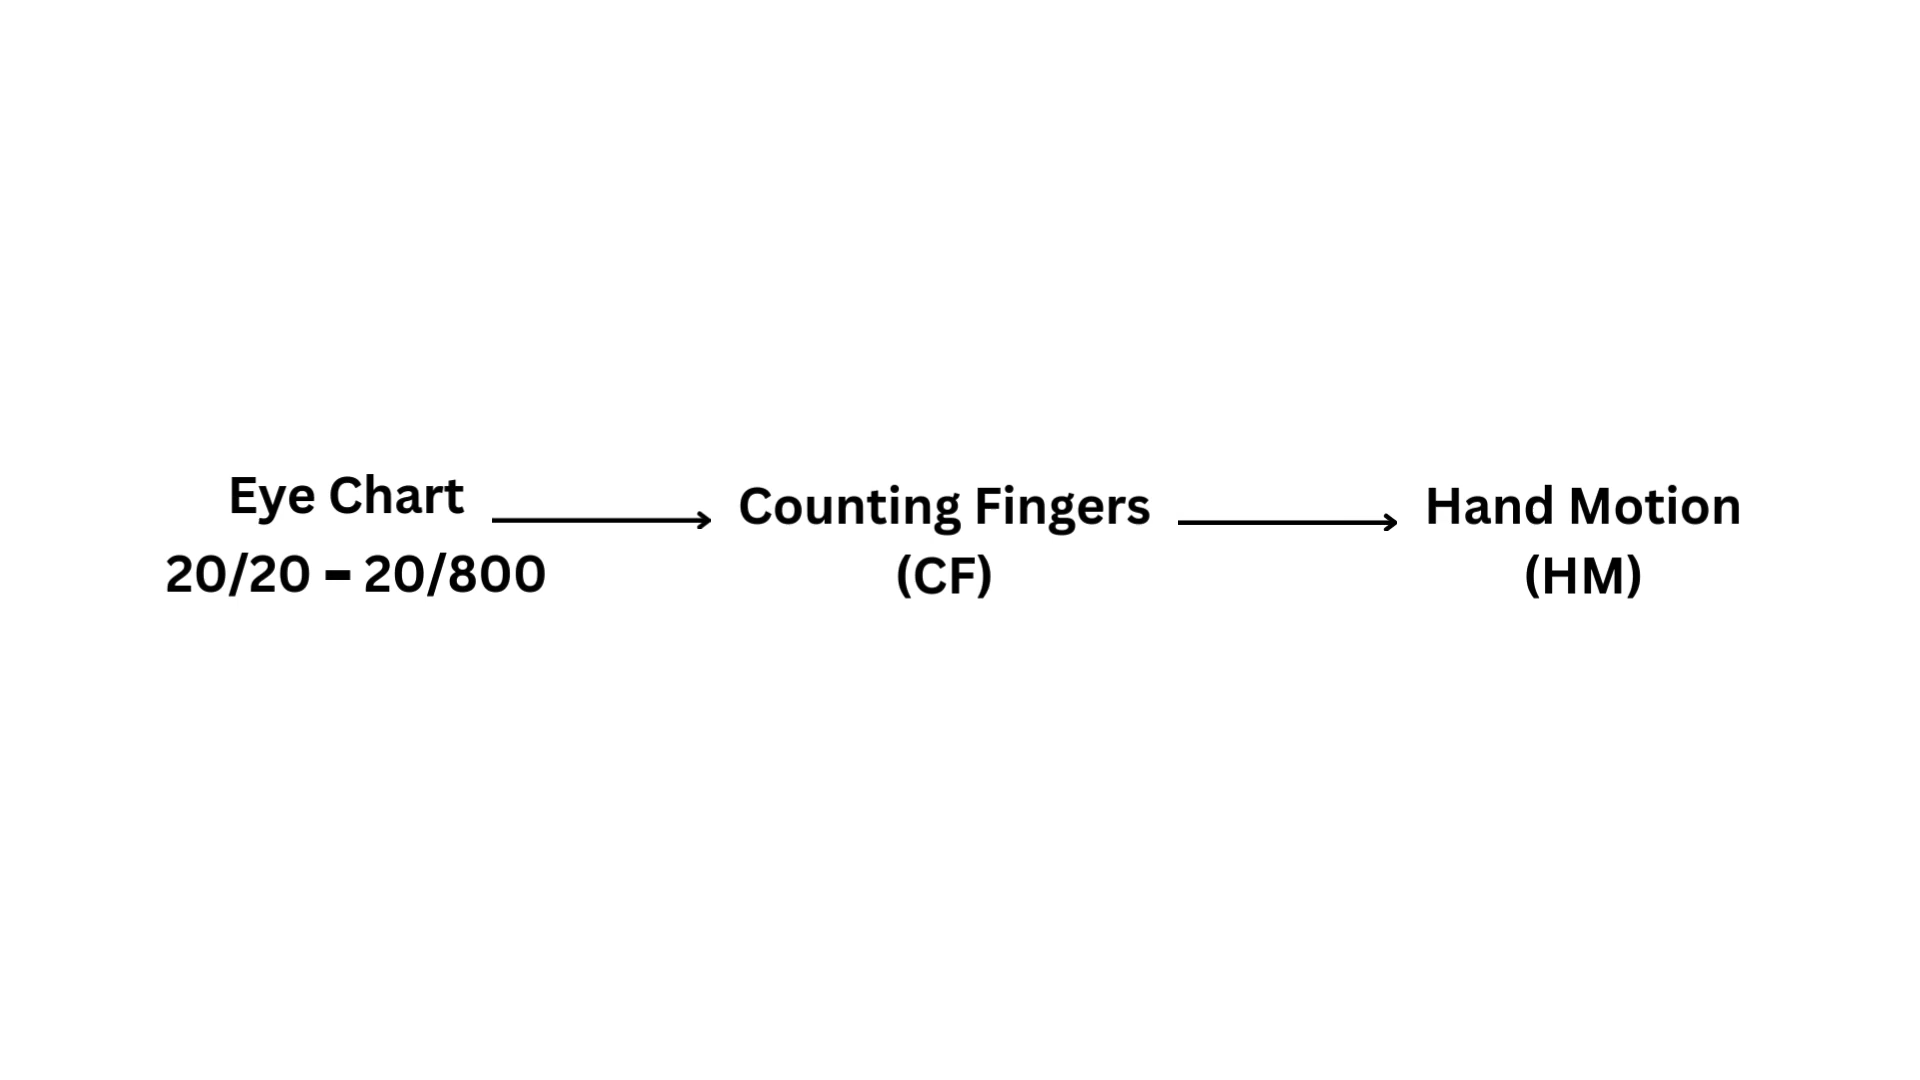 Eye Chart
20/20 - 20/800
Counting Fingers
(CF)
Hand Motion
(HM)